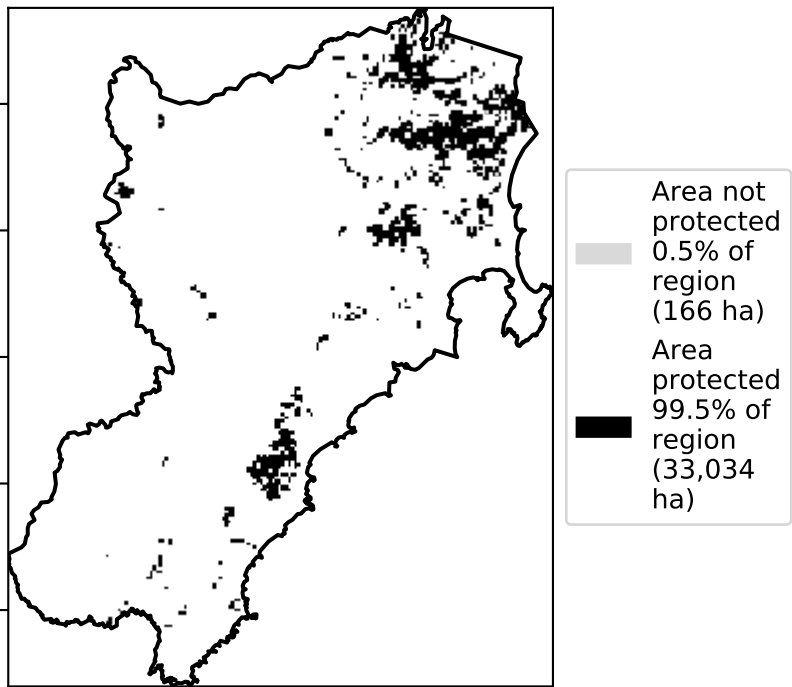 Area not
protected
0.5% of
region
(166 ha)
Area
protected
99.5% of
region
(33,034
ha)